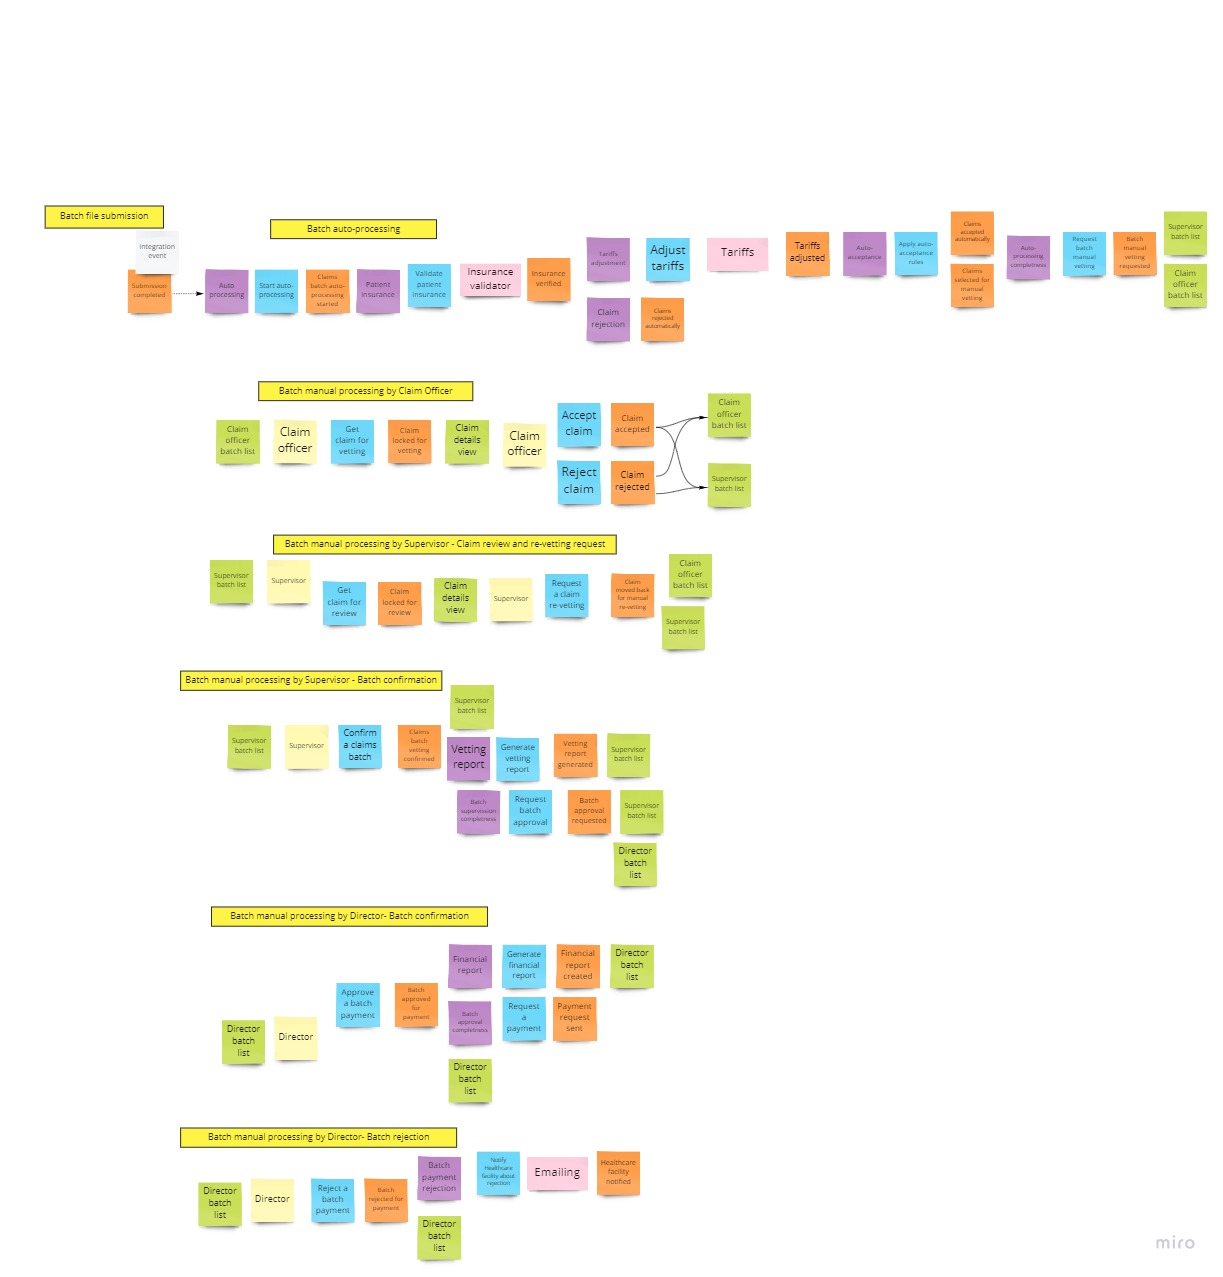 Batch file submission
Integration
event
Submission
completed
Batch auto-processing
Auto
processing
Start auto-
processing
Claims
batch auto-
processing
started
Patient
insurance
Validate
patient
insurance
Insurance
validator
Insurance
verified
Tariffs
adjustment
Adjust
tariffs
Tariffs
Tariffs
adjusted
Claim
rejection
Claims
rejected
automatically
Auto-
acceptance
Apply auto-
acceptance
rules
Claims
accepted
automatically
Claims
selected for
manual
vetting
Auto-
processing
completness
Request
batch
manual
vetting
Batch
manual vetting
requested
Supervisor
batch list
Claim
officer
batch list
Batch manual processing by Claim Officer
Claim
officer
batch list
Claim
officer
Get
claim for
vetting
Claim
locked for
vetting
Claim
details
view
Claim
officer
Accept
claim
Claim
accepted
Reject
claim
Claim
rejected
Claim
officer
batch list
Supervisor
batch list
Batch manual processing by Supervisor - Claim review and re-vetting request
Supervisor
batch list
Supervisor
Get
claim for
review
Claim
locked for
review
Claim
details
view
Supervisor
Request
a claim
re-vetting
Claim
moved back
for manual
re-vetting
Claim
officer
batch list
Supervisor
batch list
Batch manual processing by Supervisor - Batch confirmation
Supervisor
batch list
Supervisor
Confirm
a claims
batch
Claims
batch
vetting
confirmed
Supervisor
batch list
Vetting
report
Generate
vetting
report
Vetting
report
generated
Supervisor
batch list
Batch
supervission
completness
Request
batch
approval
Batch
approval
requested
Supervisor
batch list
Director
batch
list
Batch manual processing by Director- Batch confirmation
Director
batch
list
Director
Approve
a batch
payment
Batch
approved
for
payment
Financial
report
Generate
financial
report
Financial
report
created
Director
batch
list
Batch
approval
completness
Request
a
payment
Payment
request
sent
Director
batch
list
Batch manual processing by Director- Batch rejection
Director
batch
list
Director
Reject a
batch
payment
Batch
rejected for
payment
Batch
payment
rejection
Notify
Healthcare
facility about
rejection
Emailing
Healthcare
facility
notified
Director
batch
list
miro